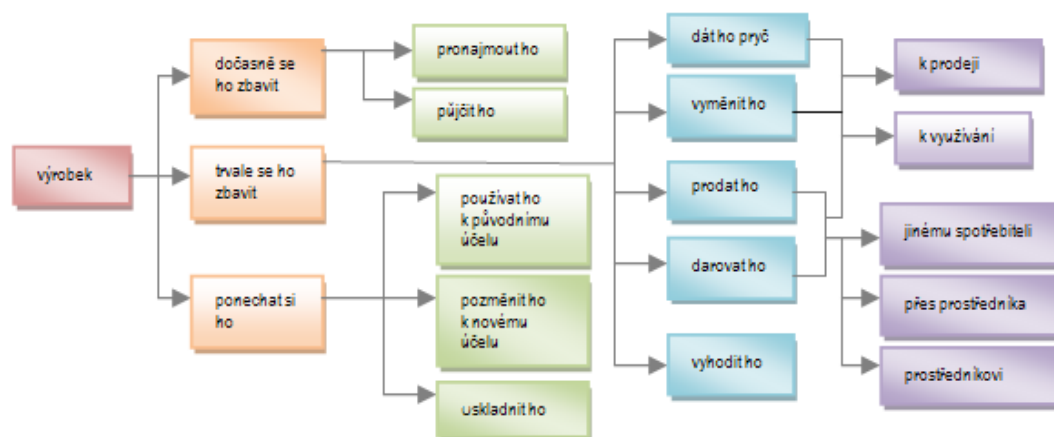 výrobek
dočasně se
ho zbavit
trvale se ho
zbavit
ponechat si
ho
pronajmout ho
půjčit ho
používat ho
k původnímu
účelu
pozměnit ho
k novému
účelu
uskladnit ho
dát ho pryč
vyměnit ho
prodat ho
darovat ho
vyhodit ho
k prodeji
k využívání
jinému spotřebiteli
přes prostředníka
prostředníkovi